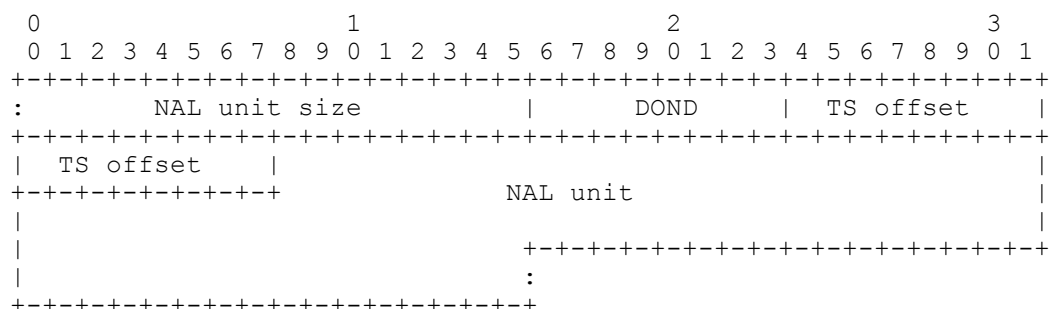 0                   1                   2                   3
 0 1 2 3 4 5 6 7 8 9 0 1 2 3 4 5 6 7 8 9 0 1 2 3 4 5 6 7 8 9 0 1
+-+-+-+-+-+-+-+-+-+-+-+-+-+-+-+-+-+-+-+-+-+-+-+-+-+-+-+-+-+-+-+-+
:         NAL unit size         |      DOND     |  TS offset    |
+-+-+-+-+-+-+-+-+-+-+-+-+-+-+-+-+-+-+-+-+-+-+-+-+-+-+-+-+-+-+-+-+
|  TS offset    |                                               |
+-+-+-+-+-+-+-+-+              NAL unit                         |
|                                                               |
|                               +-+-+-+-+-+-+-+-+-+-+-+-+-+-+-+-+
|                               :
+-+-+-+-+-+-+-+-+-+-+-+-+-+-+-+-+